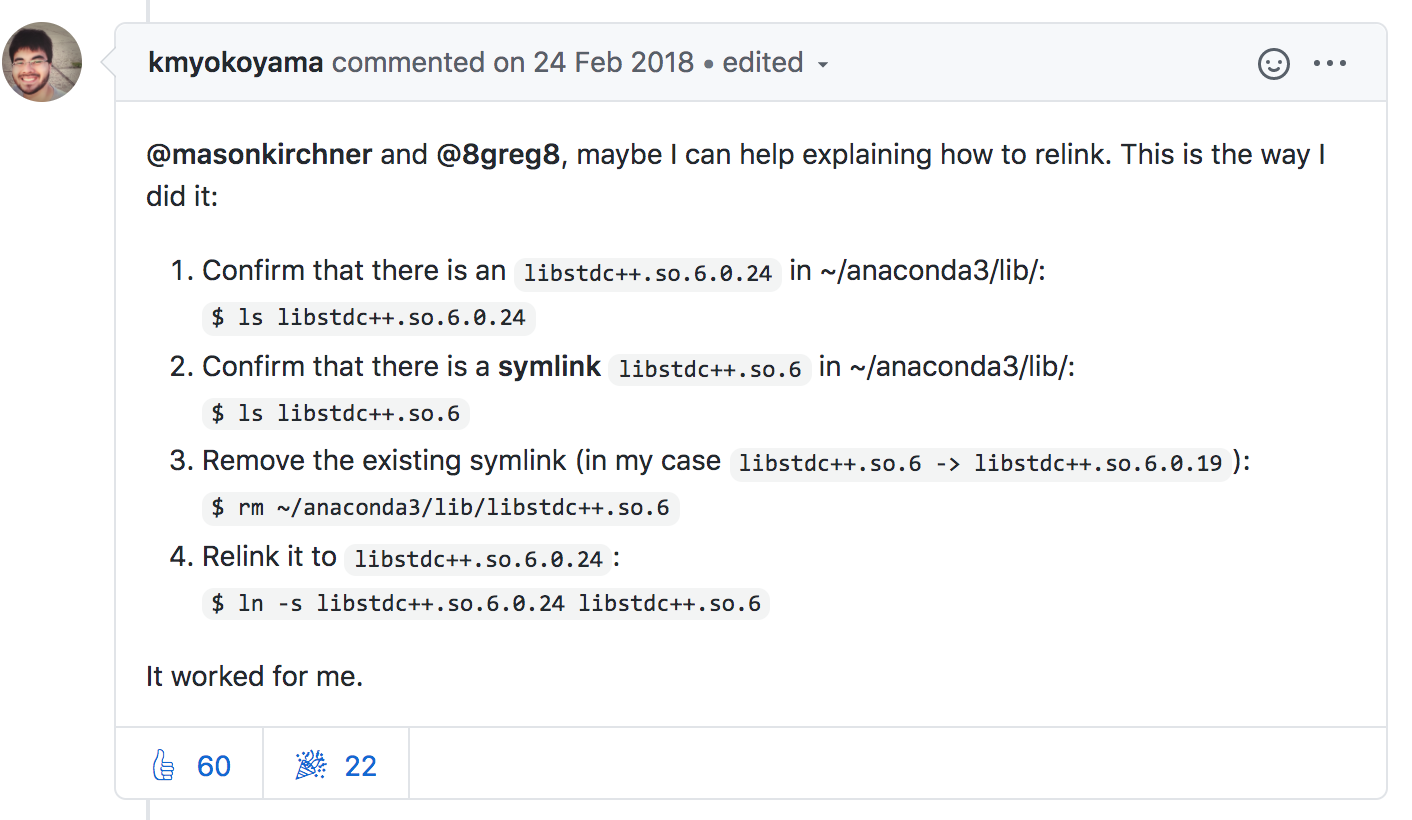 kmyokoyama commented on 24 Feb 2018 • edited
@masonkirchner and @8greg8, maybe I can help explaining how to relink. This is the way I
did it:
1. Confirm that there is an libstdc++.so.6.0.24 in ~/anaconda3/lib/:
$ ls libstdc++.so.6.0.24
2. Confirm that there is a symlink libstdc++.so.6 in ~/anaconda3/lib/:
$ ls libstdc++.so.6
3. Remove the existing symlink (in my case libstdc++.so.6 -> libstdc++.so.6.0.19):
$ rm ~/anaconda3/lib/libstdc++.so.6
4. Relink it to libstdc++.so.6.0.24:
$ ln -s libstdc++.so.6.0.24 libstdc++.so.6
It worked for me.
60 22